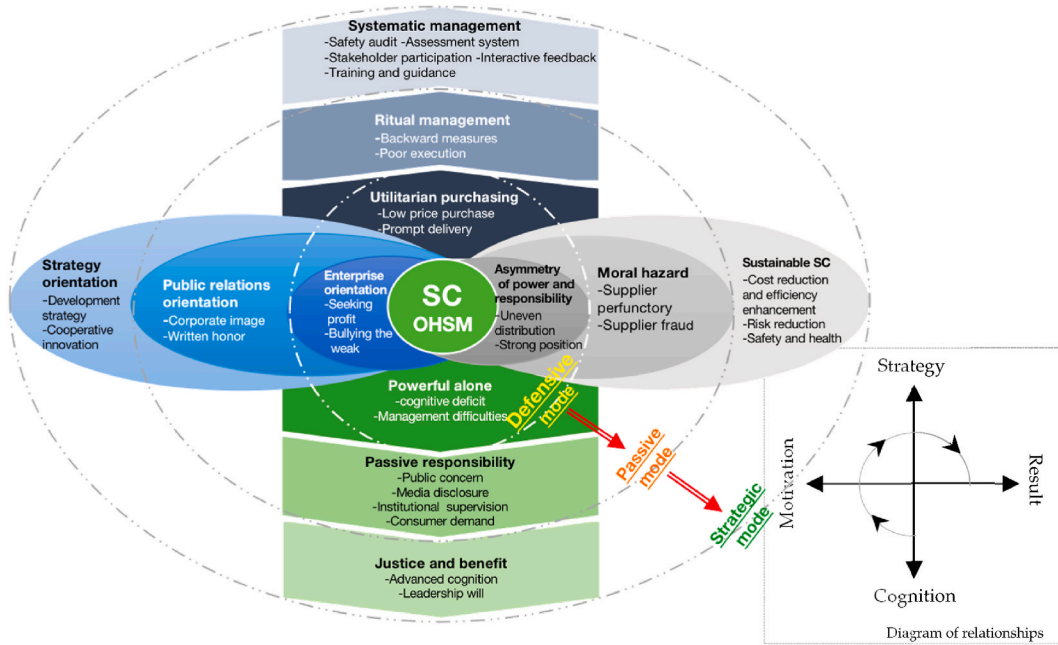 Systematic management
-Safety audit -Assessment system
-Stakeholder participation -Interactive feedback
-Training and guidance
Ritual management
-Backward measures
-Poor execution
Utilitarian purchasing
-Low price purchase
-Prompt delivery
Strategy
orientation
-Development
strategy
-Cooperative
innovation
Public relations
orientation
-Corporate image
-Written honor
Enterprise
orientation
-Seeking
profit
-Bullying the
weak
SC
OHSM
Asymmetry
of power and
responsibility
-Uneven
distribution
-Strong position
Moral hazard
-Supplier
perfunctory
-Supplier fraud
Sustainable SC
-Cost reduction
and efficiency
enhancement
-Risk reduction
-Safety and health
Powerful alone
-cognitive deficit
-Management difficulties
Passive responsibility
-Public concern
-Media disclosure
-Institutional supervision
-Consumer demand
Justice and benefit
-Advanced cognition
-Leadership will
Defensive
mode
Passive
mode
Strategic
mode
Strategy
Motivation
Result
Cognition
Diagram of relationships